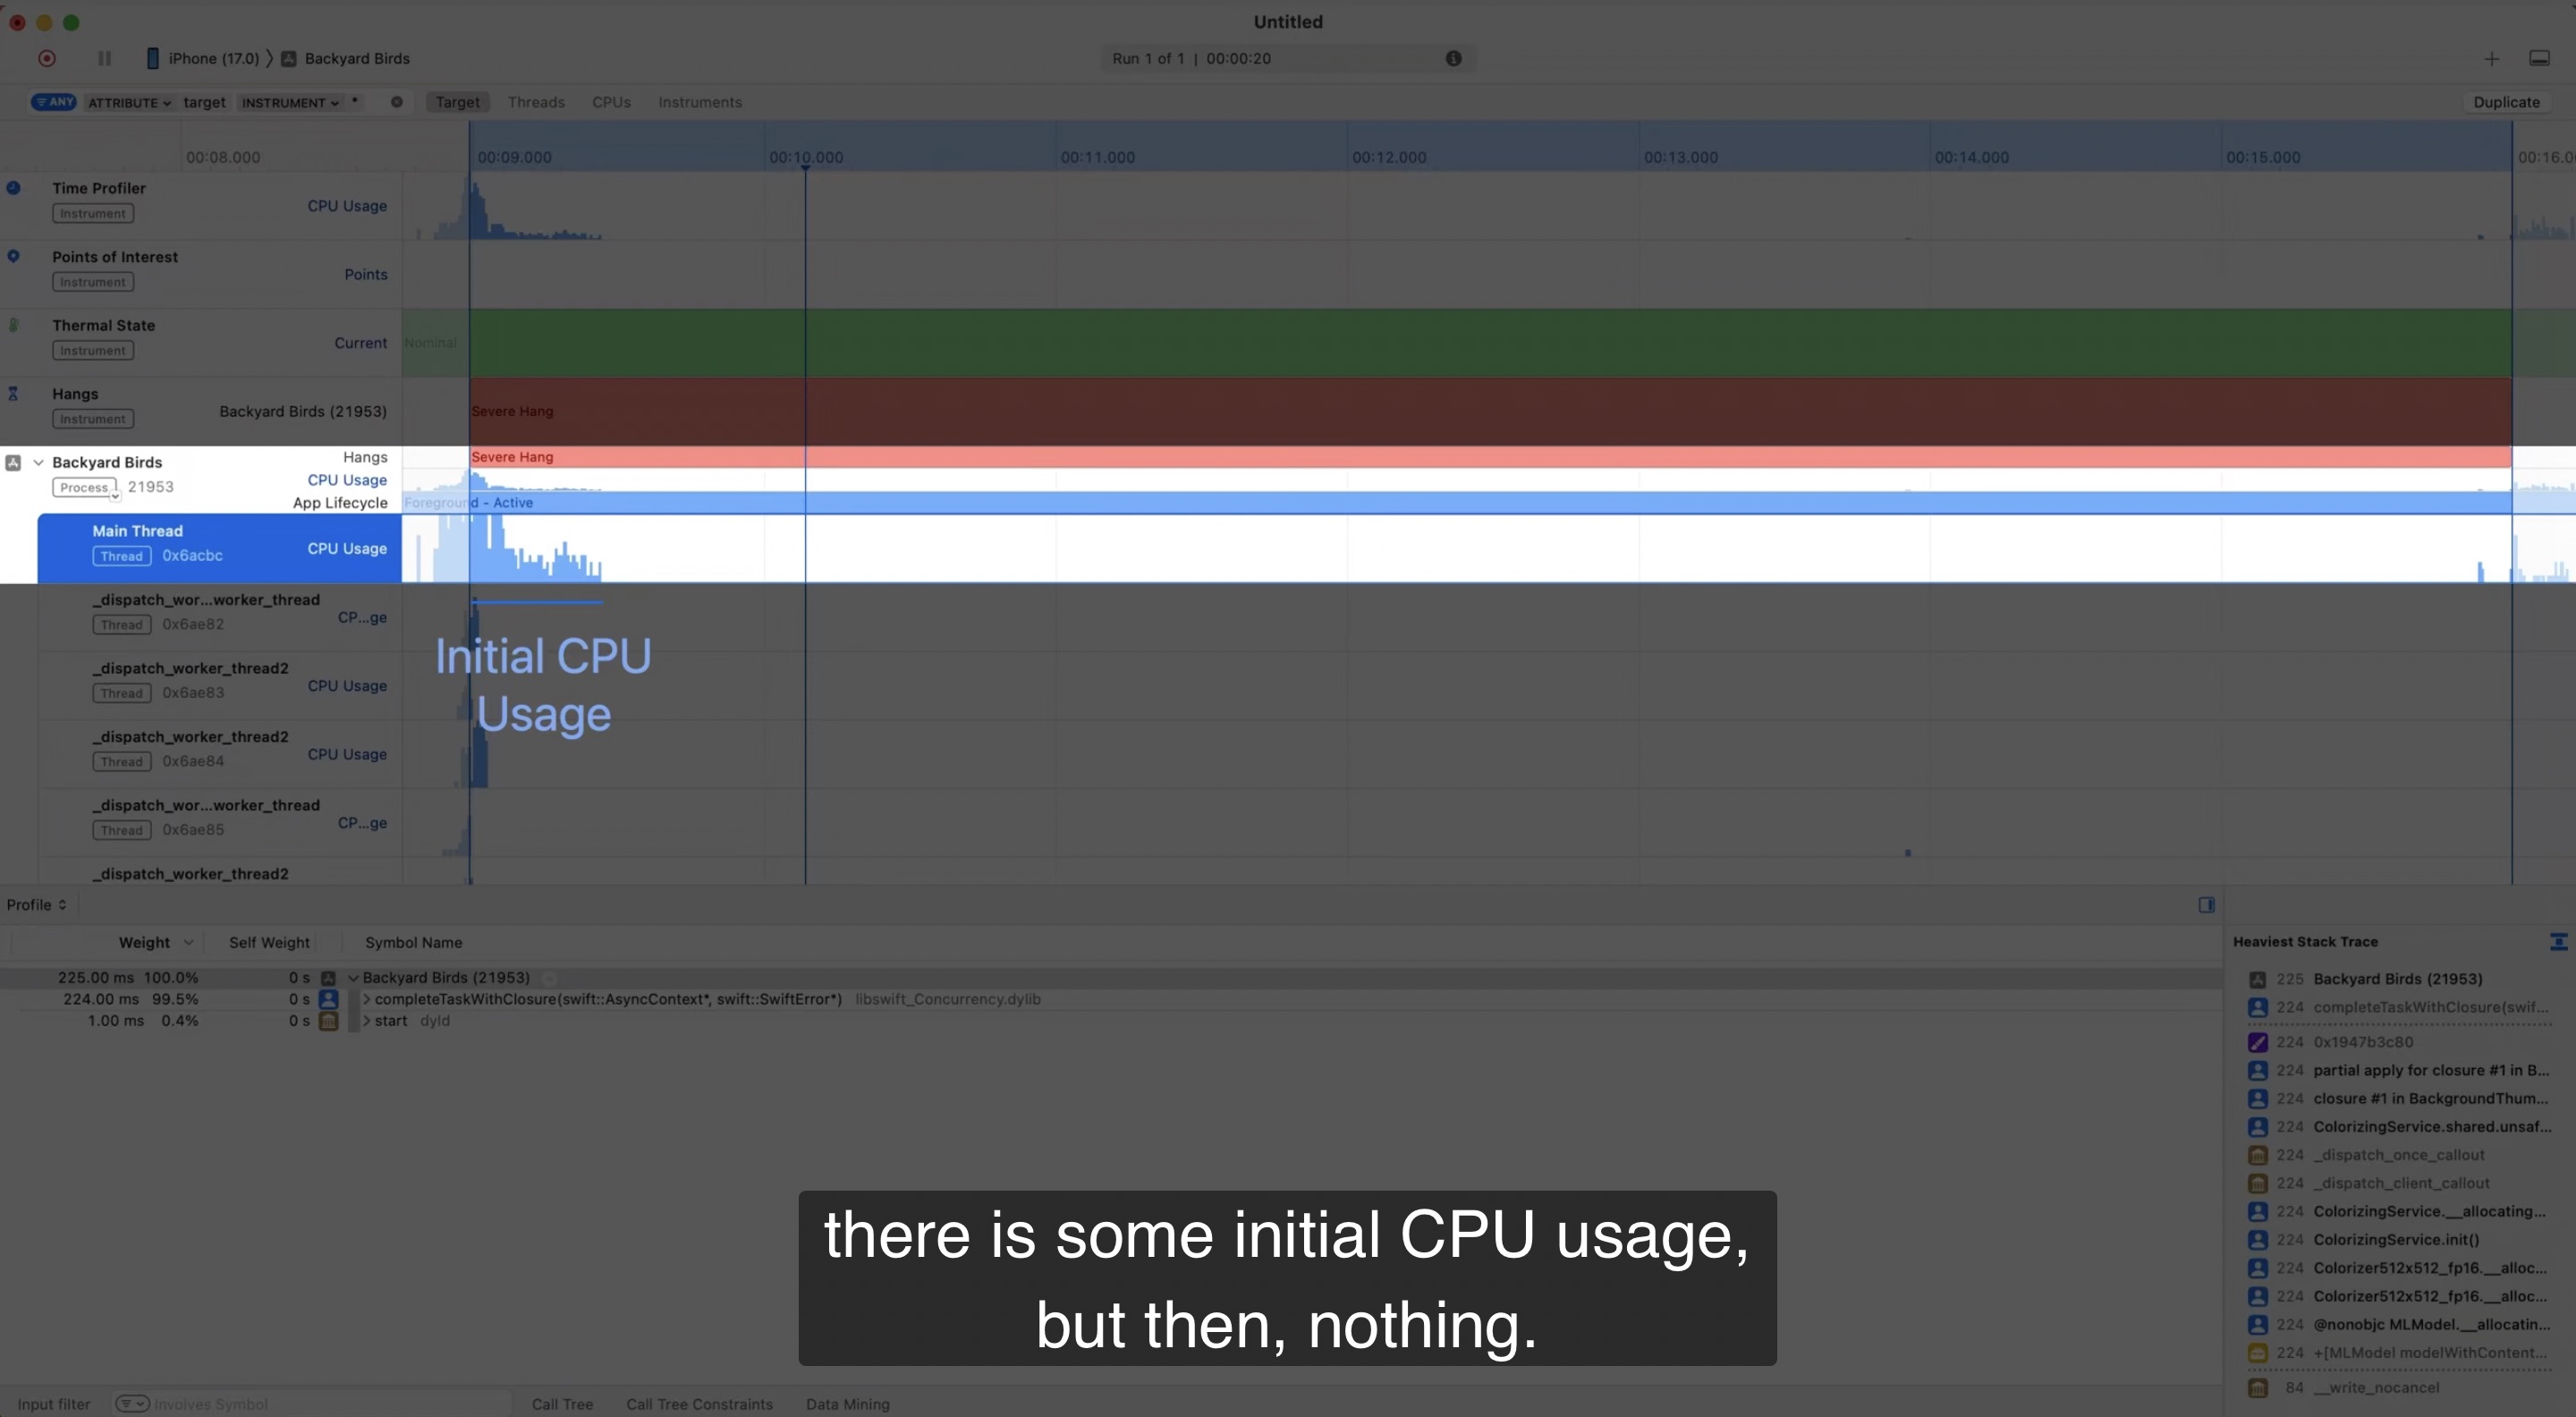 Untitled
iPhone (17.0) 〉 Backyard Birds
Run 1 of 1 | 00:00:20
ANY ATTRIBUTE target INSTRUMENT * Target Threads CPUs Instruments Duplicate
00:08.000 00:09.000 00:10.000 00:11.000 00:12.000 00:13.000 00:14.000 00:15.000 00:16.0
Time Profiler
Instrument
CPU Usage
Points of Interest
Instrument
Points
Thermal State
Instrument
Current
Nominal
Hangs
Instrument
Backyard Birds (21953)
Severe Hang
Backyard Birds
Process 21953
Hangs
CPU Usage
App Lifecycle
Severe Hang
Foreground - Active
Main Thread
Thread 0x6acbc
CPU Usage
_dispatch_wor...worker_thread
Thread 0x6ae82
CP...ge
_dispatch_worker_thread2
Thread 0x6ae83
CPU Usage
_dispatch_worker_thread2
Thread 0x6ae84
CPU Usage
_dispatch_wor...worker_thread
Thread 0x6ae85
CP...ge
_dispatch_worker_thread2
Initial CPU
Usage
Profile
Weight Self Weight Symbol Name
225.00 ms 100.0% 0 s Backyard Birds (21953)
224.00 ms 99.5% 0 s completeTaskWithClosure(swift::AsyncContext*, swift::SwiftError*) libswift_Concurrency.dylib
1.00 ms 0.4% 0 s start dyld
Heaviest Stack Trace
225 Backyard Birds (21953)
224 completeTaskWithClosure(swif...
224 0x1947b3c80
224 partial apply for closure #1 in B...
224 closure #1 in BackgroundThum...
224 ColorizingService.shared.unsaf...
224 _dispatch_once_callout
224 _dispatch_client_callout
224 ColorizingService.__allocating...
224 ColorizingService.init()
224 Colorizer512x512_fp16.__alloc...
224 Colorizer512x512_fp16.__alloc...
224 @nonobjc MLModel.__allocatin...
224 +[MLModel modelWithContent...
84 __write_nocancel
there is some initial CPU usage,
but then, nothing.
Input filter Involves Symbol Call Tree Call Tree Constraints Data Mining